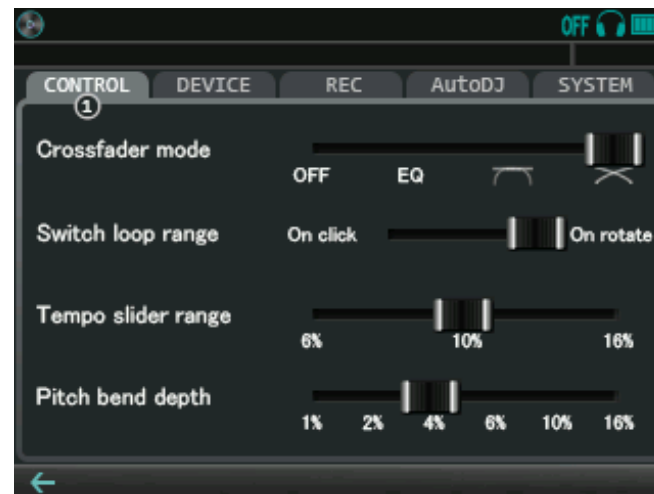 OFF
CONTROL DEVICE REC AutoDJ SYSTEM
①
Crossfader mode
OFF EQ
Switch loop range On click On rotate
Tempo slider range
6% 10% 16%
Pitch bend depth
1% 2% 4% 6% 10% 16%